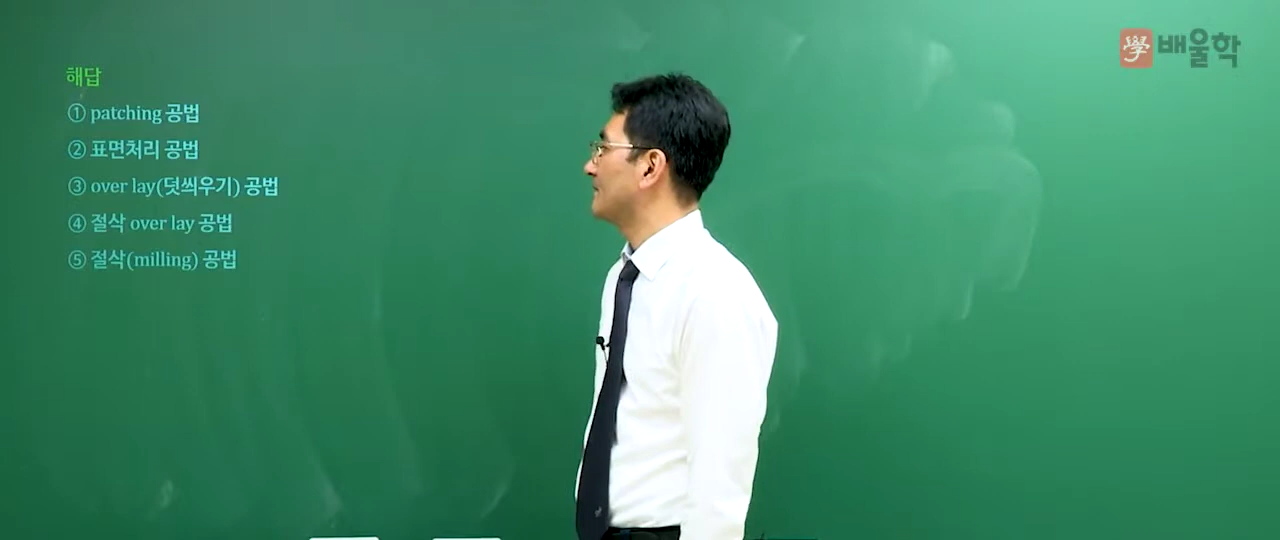 學 배울학
해답
① patching 공법
② 표면처리 공법
③ over lay(덧씌우기) 공법
④ 절삭 over lay 공법
⑤ 절삭(milling) 공법